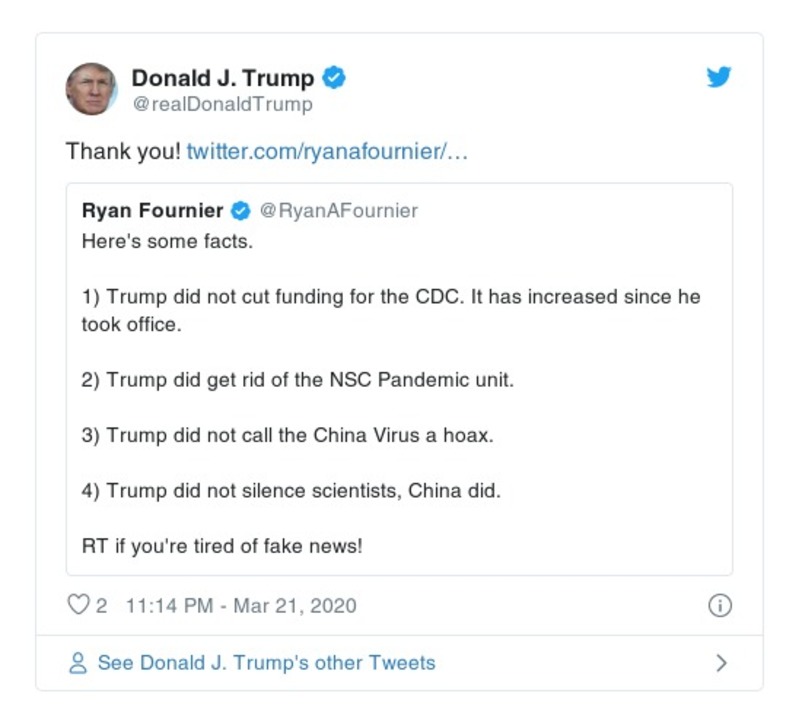 Donald J. Trump
@realDonaldTrump
Thank you! twitter.com/ryanafournier/…
Ryan Fournier @RyanAFournier
Here's some facts.
1) Trump did not cut funding for the CDC. It has increased since he
took office.
2) Trump did get rid of the NSC Pandemic unit.
3) Trump did not call the China Virus a hoax.
4) Trump did not silence scientists, China did.
RT if you're tired of fake news!
2 11:14 PM - Mar 21, 2020
See Donald J. Trump's other Tweets